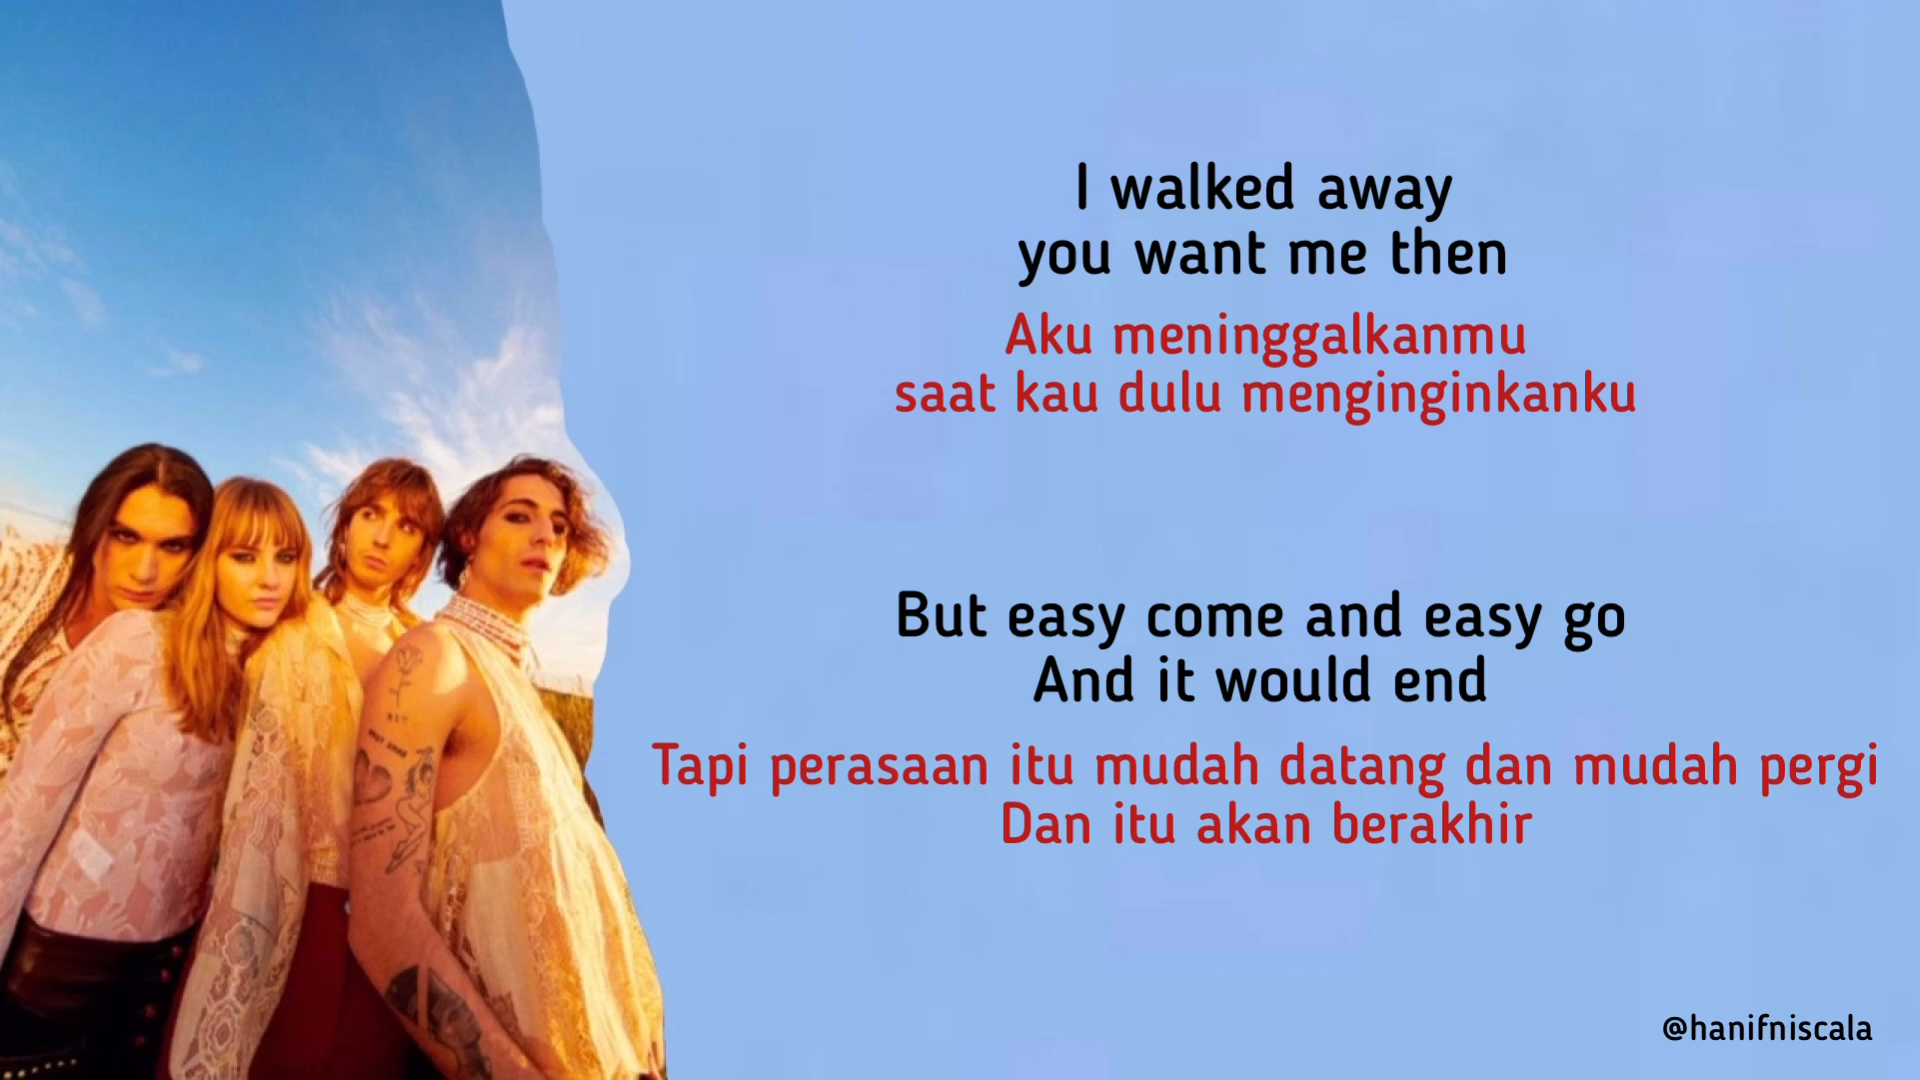 I walked away
you want me then
Aku meninggalkanmu
saat kau dulu menginginkanku
But easy come and easy go
And it would end
Tapi perasaan itu mudah datang dan mudah pergi
Dan itu akan berakhir
@hanifniscala